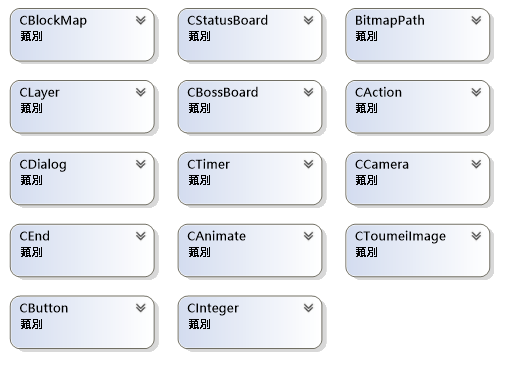 CBlockMap
類別
CStatusBoard
類別
BitmapPath
類別
CLayer
類別
CBossBoard
類別
CAction
類別
CDialog
類別
CTimer
類別
CCamera
類別
CEnd
類別
CAnimate
類別
CToumeiImage
類別
CButton
類別
CInteger
類別